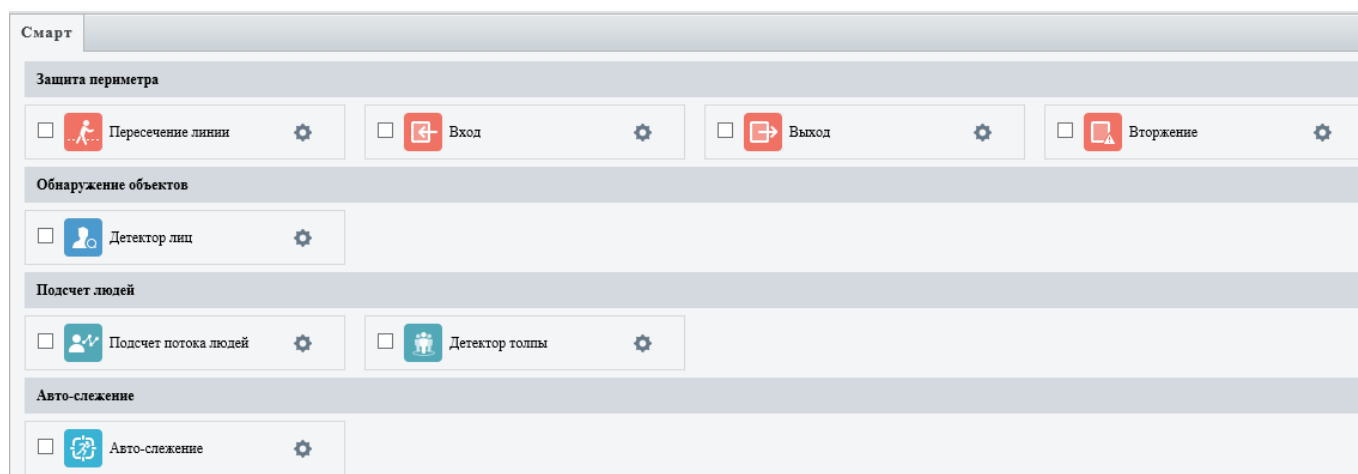 Смарт
Защита периметра
Пересечение линии
Вход
Выход
Вторжение
Обнаружение объектов
Детектор лиц
Подсчет людей
Подсчет потока людей
Детектор толпы
Авто-слежение
Авто-слежение